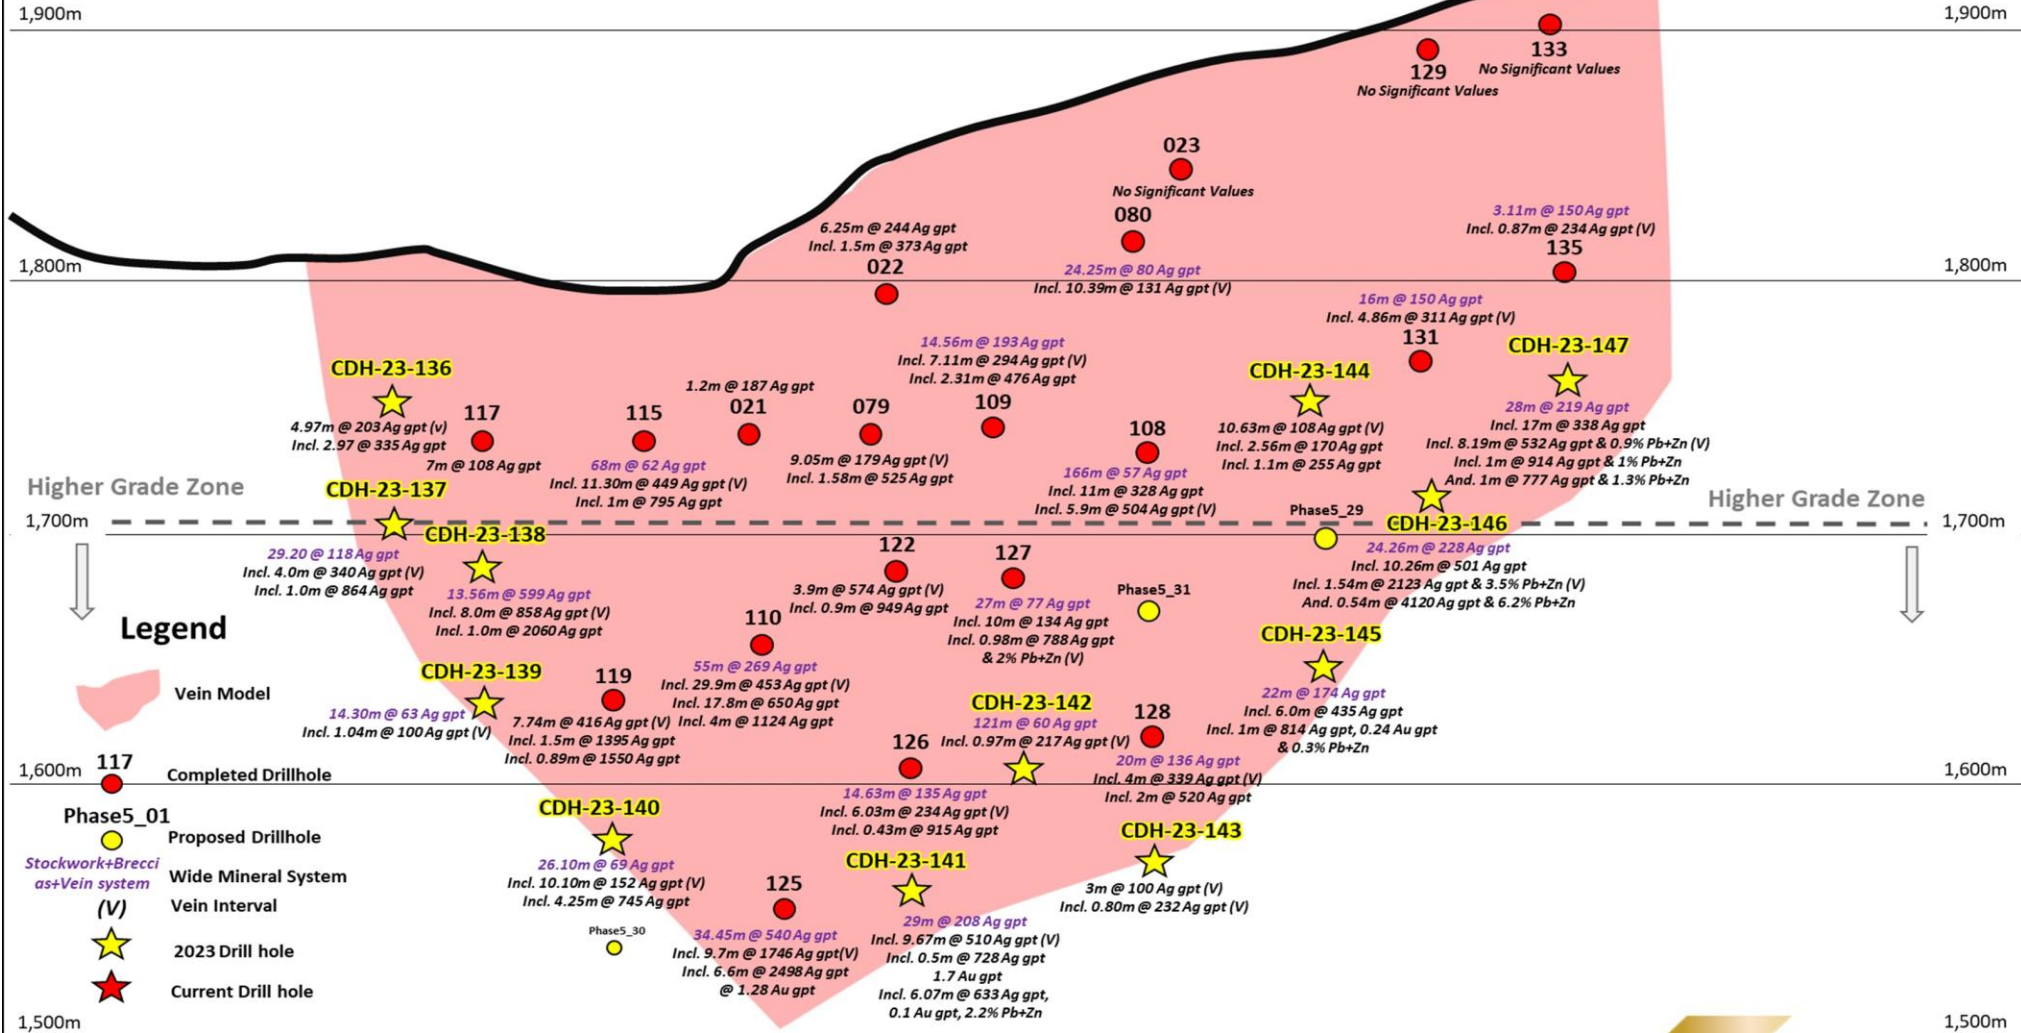 1,900m
1,900m
133
No Significant Values
129
No Significant Values
023
No Significant Values
080
24.25m @ 80 Ag gpt
Incl. 10.39m @ 131 Ag gpt (V)
6.25m @ 244 Ag gpt
Incl. 1.5m @ 373 Ag gpt
022
3.11m @ 150 Ag gpt
Incl. 0.87m @ 234 Ag gpt (V)
135
1,800m
1,800m
16m @ 150 Ag gpt
Incl. 4.86m @ 311 Ag gpt (V)
131
14.56m @ 193 Ag gpt
Incl. 7.11m @ 294 Ag gpt (V)
Incl. 2.31m @ 476 Ag gpt
109
CDH-23-136
4.97m @ 203 Ag gpt (v)
Incl. 2.97 @ 335 Ag gpt
117
7m @ 108 Ag gpt
115
68m @ 62 Ag gpt
Incl. 11.30m @ 449 Ag gpt (V)
Incl. 1m @ 795 Ag gpt
1.2m @ 187 Ag gpt
021
079
9.05m @ 179 Ag gpt (V)
Incl. 1.58m @ 525 Ag gpt
108
166m @ 57 Ag gpt
Incl. 11m @ 328 Ag gpt
Incl. 5.9m @ 504 Ag gpt (V)
CDH-23-144
10.63m @ 108 Ag gpt (V)
Incl. 2.56m @ 170 Ag gpt
Incl. 1.1m @ 255 Ag gpt
CDH-23-147
28m @ 219 Ag gpt
Incl. 17m @ 338 Ag gpt
Incl. 8.19m @ 532 Ag gpt & 0.9% Pb+Zn (V)
Incl. 1m @ 914 Ag gpt & 1% Pb+Zn
And. 1m @ 777 Ag gpt & 1.3% Pb+Zn
Higher Grade Zone
Higher Grade Zone
1,700m
1,700m
CDH-23-137
29.20 @ 118 Ag gpt
Incl. 4.0m @ 340 Ag gpt (V)
Incl. 1.0m @ 864 Ag gpt
CDH-23-138
13.56m @ 599 Ag gpt
Incl. 8.0m @ 858 Ag gpt (V)
Incl. 1.0m @ 2060 Ag gpt
122
3.9m @ 574 Ag gpt (V)
Incl. 0.9m @ 949 Ag gpt
127
27m @ 77 Ag gpt
Incl. 10m @ 134 Ag gpt
Incl. 0.98m @ 788 Ag gpt
& 2% Pb+Zn (V)
Phase5_29
Phase5_31
CDH-23-146
24.26m @ 228 Ag gpt
Incl. 10.26m @ 501 Ag gpt
Incl. 1.54m @ 2123 Ag gpt & 3.5% Pb+Zn (V)
And. 0.54m @ 4120 Ag gpt & 6.2% Pb+Zn
110
55m @ 269 Ag gpt
Incl. 29.9m @ 453 Ag gpt (V)
Incl. 17.8m @ 650 Ag gpt
Incl. 4m @ 1124 Ag gpt
CDH-23-145
22m @ 174 Ag gpt
Incl. 6.0m @ 435 Ag gpt
Incl. 1m @ 814 Ag gpt, 0.24 Au gpt
& 0.3% Pb+Zn
CDH-23-139
14.30m @ 63 Ag gpt
Incl. 1.04m @ 100 Ag gpt (V)
119
7.74m @ 416 Ag gpt (V)
Incl. 1.5m @ 1395 Ag gpt
Incl. 0.89m @ 1550 Ag gpt
CDH-23-142
121m @ 60 Ag gpt
Incl. 0.97m @ 217 Ag gpt (V)
128
20m @ 136 Ag gpt
Incl. 4m @ 339 Ag gpt (V)
Incl. 2m @ 520 Ag gpt
126
14.63m @ 135 Ag gpt
Incl. 6.03m @ 234 Ag gpt (V)
Incl. 0.43m @ 915 Ag gpt
1,600m
1,600m
CDH-23-140
26.10m @ 69 Ag gpt
Incl. 10.10m @ 152 Ag gpt (V)
Incl. 4.25m @ 745 Ag gpt
Phase5_30
125
34.45m @ 540 Ag gpt
Incl. 9.7m @ 1746 Ag gpt(V)
Incl. 6.6m @ 2498 Ag gpt
@ 1.28 Au gpt
CDH-23-141
29m @ 208 Ag gpt
Incl. 9.67m @ 510 Ag gpt (V)
Incl. 0.5m @ 728 Ag gpt
1.7 Au gpt
Incl. 6.07m @ 633 Ag gpt,
0.1 Au gpt, 2.2% Pb+Zn
CDH-23-143
3m @ 100 Ag gpt (V)
Incl. 0.80m @ 232 Ag gpt (V)
Legend
Vein Model
117
Completed Drillhole
Phase5_01
Proposed Drillhole
Stockwork+Brecci
as+Vein system
Wide Mineral System
(V)
Vein Interval
2023 Drill hole
Current Drill hole
1,500m
1,500m